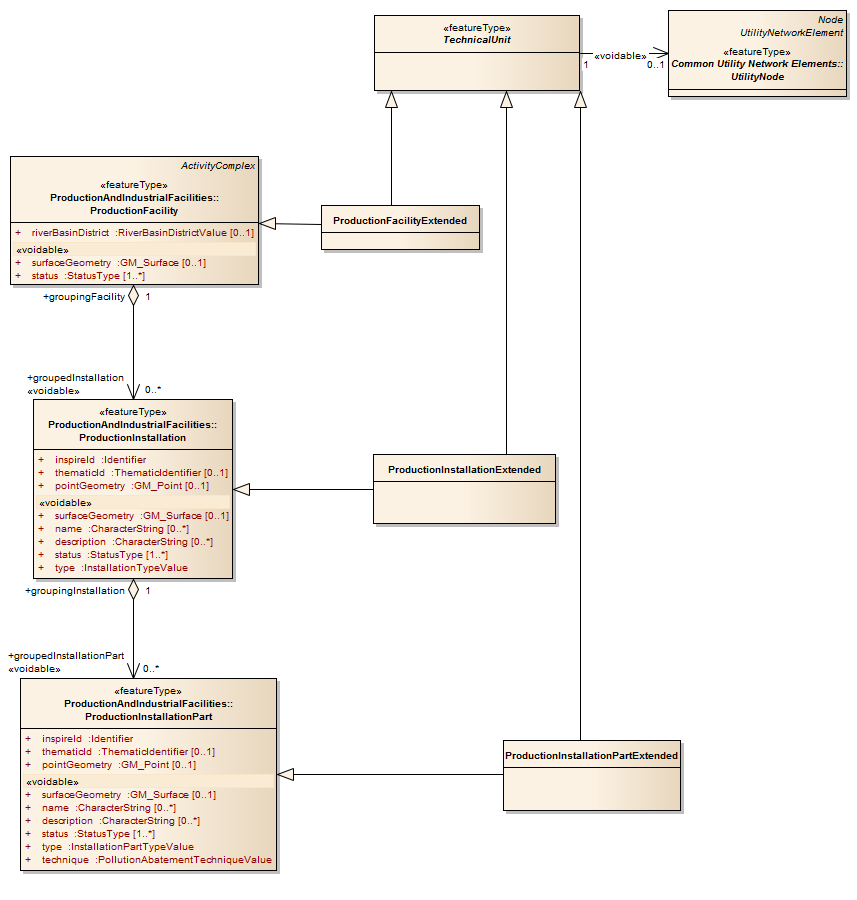 «featureType»
TechnicalUnit
1
«voidable»
0..1
Node
UtilityNetworkElement
«featureType»
Common Utility Network Elements::
UtilityNode
ActivityComplex
«featureType»
ProductionAndIndustrialFacilities::
ProductionFacility
+ riverBasinDistrict :RiverBasinDistrictValue [0..1]
«voidable»
+ surfaceGeometry :GM_Surface [0..1]
+ status :StatusType [1..*]
ProductionFacilityExtended
+groupingFacility 1
+groupedInstallation
«voidable»
0..*
«featureType»
ProductionAndIndustrialFacilities::
ProductionInstallation
+ inspireId :Identifier
+ thematicId :ThematicIdentifier [0..1]
+ pointGeometry :GM_Point [0..1]
«voidable»
+ surfaceGeometry :GM_Surface [0..1]
+ name :CharacterString [0..*]
+ description :CharacterString [0..*]
+ status :StatusType [1..*]
+ type :InstallationTypeValue
ProductionInstallationExtended
+groupingInstallation 1
+groupedInstallationPart
«voidable»
0..*
«featureType»
ProductionAndIndustrialFacilities::
ProductionInstallationPart
+ inspireId :Identifier
+ thematicId :ThematicIdentifier [0..1]
+ pointGeometry :GM_Point [0..1]
«voidable»
+ surfaceGeometry :GM_Surface [0..1]
+ name :CharacterString [0..*]
+ description :CharacterString [0..*]
+ status :StatusType [1..*]
+ type :InstallationPartTypeValue
+ technique :PollutionAbatementTechniqueValue
ProductionInstallationPartExtended